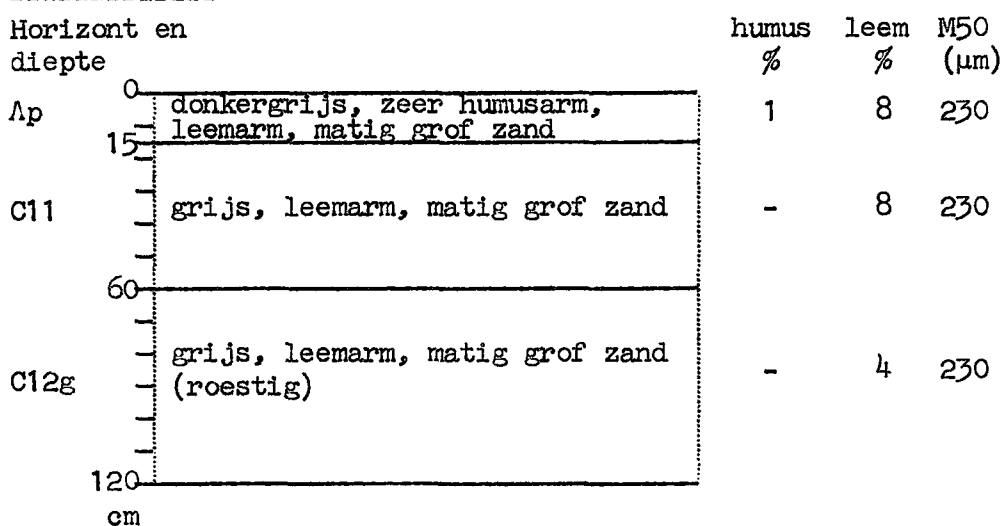 Horizont en humus leem M50
diepte % % (µm)
0
Ap donkergrijs, zeer humusarm, 1 8 230
leemarm, matig grof zand
15
C11 grijs, leemarm, matig grof zand - 8 230
60
grijs, leemarm, matig grof zand
C12g (roestig) - 4 230
120
cm